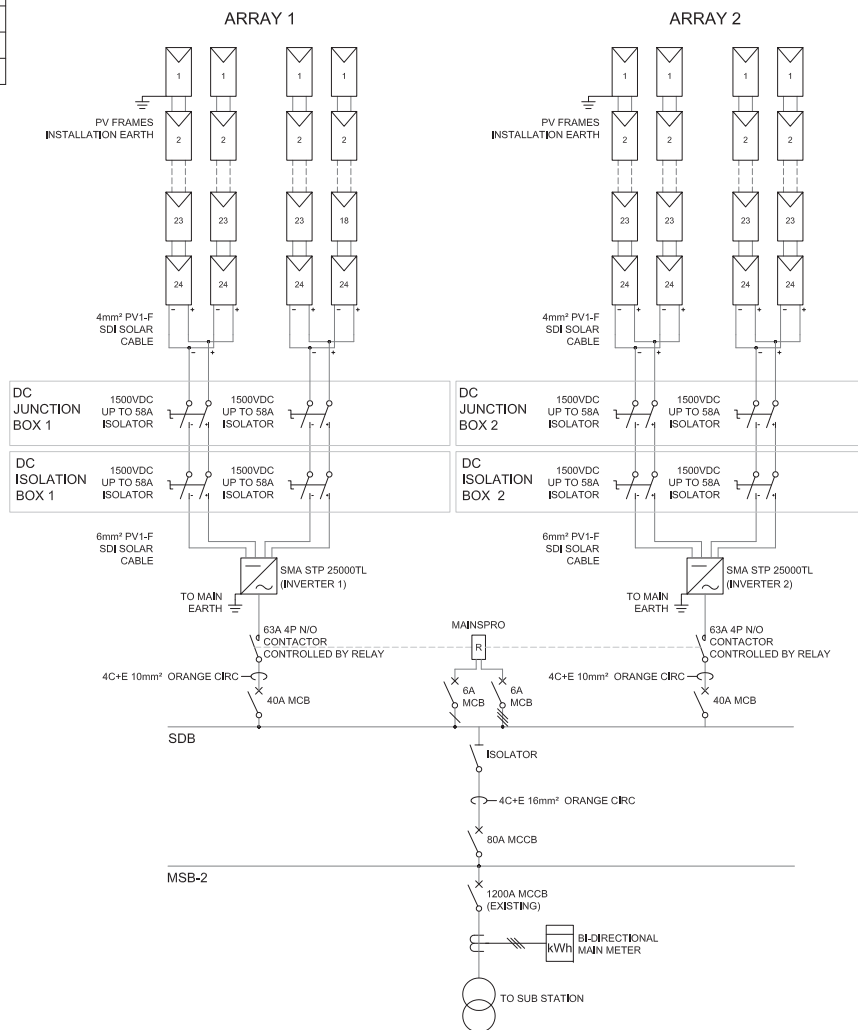 ARRAY 1
ARRAY 2
1 1 1 1
1 1 1 1
PV FRAMES
INSTALLATION EARTH
PV FRAMES
INSTALLATION EARTH
2 2 2 2
2 2 2 2
23 23 23 18
23 23 23 23
24 24 24 24
24 24 24 24
- + - + - + - +
- + - + - + - +
4mm² PV1-F
SDI SOLAR
CABLE
- + - +
4mm² PV1-F
SDI SOLAR
CABLE
- + - +
DC
JUNCTION
BOX 1
1500VDC
UP TO 58A
ISOLATOR
- +
1500VDC
UP TO 58A
ISOLATOR
- +
DC
JUNCTION
BOX 2
1500VDC
UP TO 58A
ISOLATOR
- +
1500VDC
UP TO 58A
ISOLATOR
- +
DC
ISOLATION
BOX 1
1500VDC
UP TO 58A
ISOLATOR
- +
1500VDC
UP TO 58A
ISOLATOR
- +
DC
ISOLATION
BOX 2
1500VDC
UP TO 58A
ISOLATOR
- +
1500VDC
UP TO 58A
ISOLATOR
- +
6mm² PV1-F
SDI SOLAR
CABLE
SMA STP 25000TL
(INVERTER 1)
TO MAIN
EARTH
6mm² PV1-F
SDI SOLAR
CABLE
SMA STP 25000TL
(INVERTER 2)
TO MAIN
EARTH
63A 4P N/O
CONTACTOR
CONTROLLED BY RELAY
MAINSPRO
R
63A 4P N/O
CONTACTOR
CONTROLLED BY RELAY
4C+E 10mm² ORANGE CIRC
40A MCB
6A
MCB
6A
MCB
4C+E 10mm² ORANGE CIRC
40A MCB
SDB
ISOLATOR
4C+E 16mm² ORANGE CIRC
80A MCCB
MSB-2
1200A MCCB
(EXISTING)
kWh
BI-DIRECTIONAL
MAIN METER
TO SUB STATION